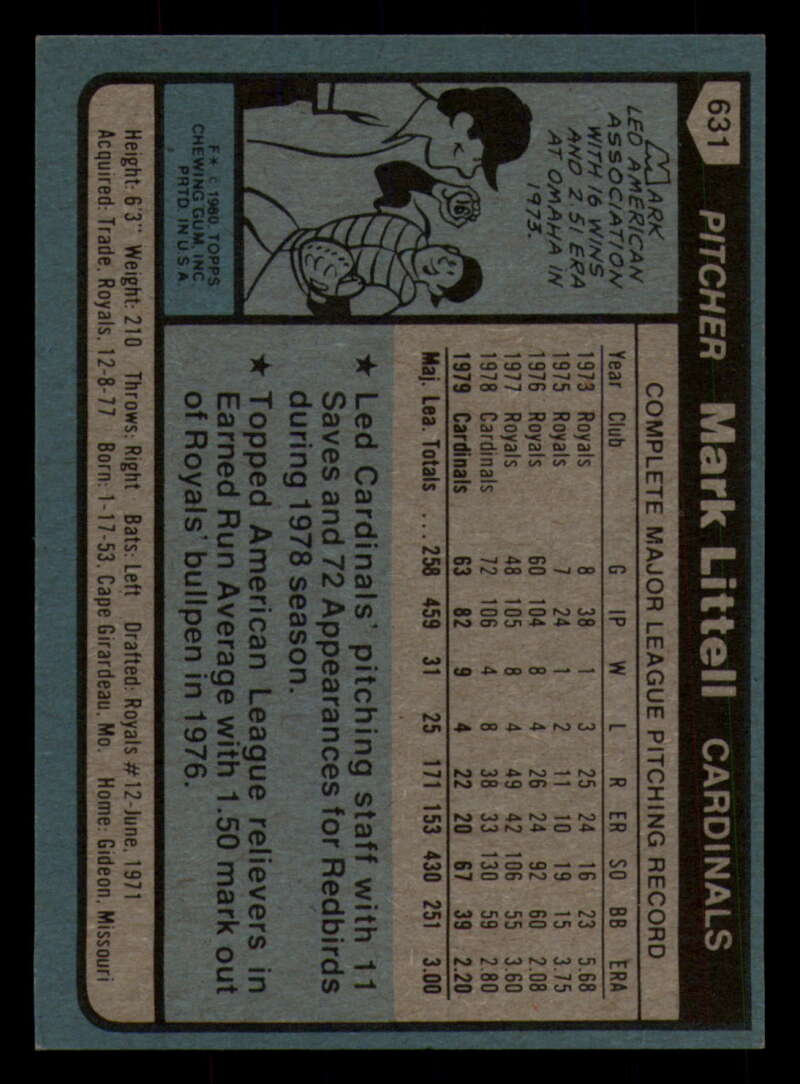 631 PITCHER Mark Littell CARDINALS
MARK
LED AMERICAN
ASSOCIATION
WITH 16 WINS
AND 2.51 ERA
AT OMAHA IN
1973.
16
F✶ © 1980 TOPPS
CHEWING GUM, INC.
PRTD. IN U.S.A.
COMPLETE MAJOR LEAGUE PITCHING RECORD
Year Club G IP W L R ER SO BB ERA
1973 Royals 8 38 1 3 25 24 16 23 5.68
1975 Royals 7 24 1 2 11 10 19 15 3.75
1976 Royals 60 104 8 4 26 24 92 60 2.08
1977 Royals 48 105 8 4 49 42 106 55 3.60
1978 Cardinals 72 106 4 8 38 33 130 59 2.80
1979 Cardinals 63 82 9 4 22 20 67 39 2.20
Maj. Lea. Totals ... 258 459 31 25 171 153 430 251 3.00
★ Led Cardinals' pitching staff with 11
Saves and 72 Appearances for Redbirds
during 1978 season.
★ Topped American League relievers in
Earned Run Average with 1.50 mark out
of Royals' bullpen in 1976.
Height: 6'3" Weight: 210 Throws: Right Bats: Left Drafted: Royals #12-June, 1971
Acquired: Trade, Royals, 12-8-77 Born: 1-17-53, Cape Girardeau, Mo. Home: Gideon, Missouri